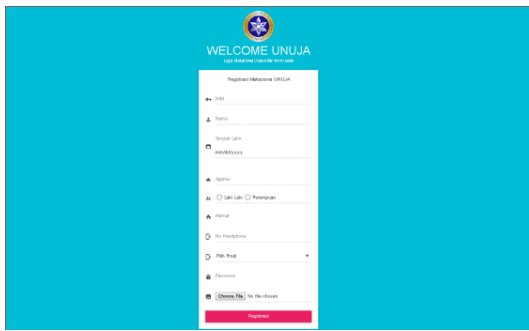 WELCOME UNUJA
Registrasi Mahasiswa UNUJA
NIM
Nama
Tempat Lahir
mm/dd/yyyy
Agama
Laki Laki Perempuan
Alamat
No Handphone
Pilih Prodi
Password
Choose File No file chosen
Registrasi